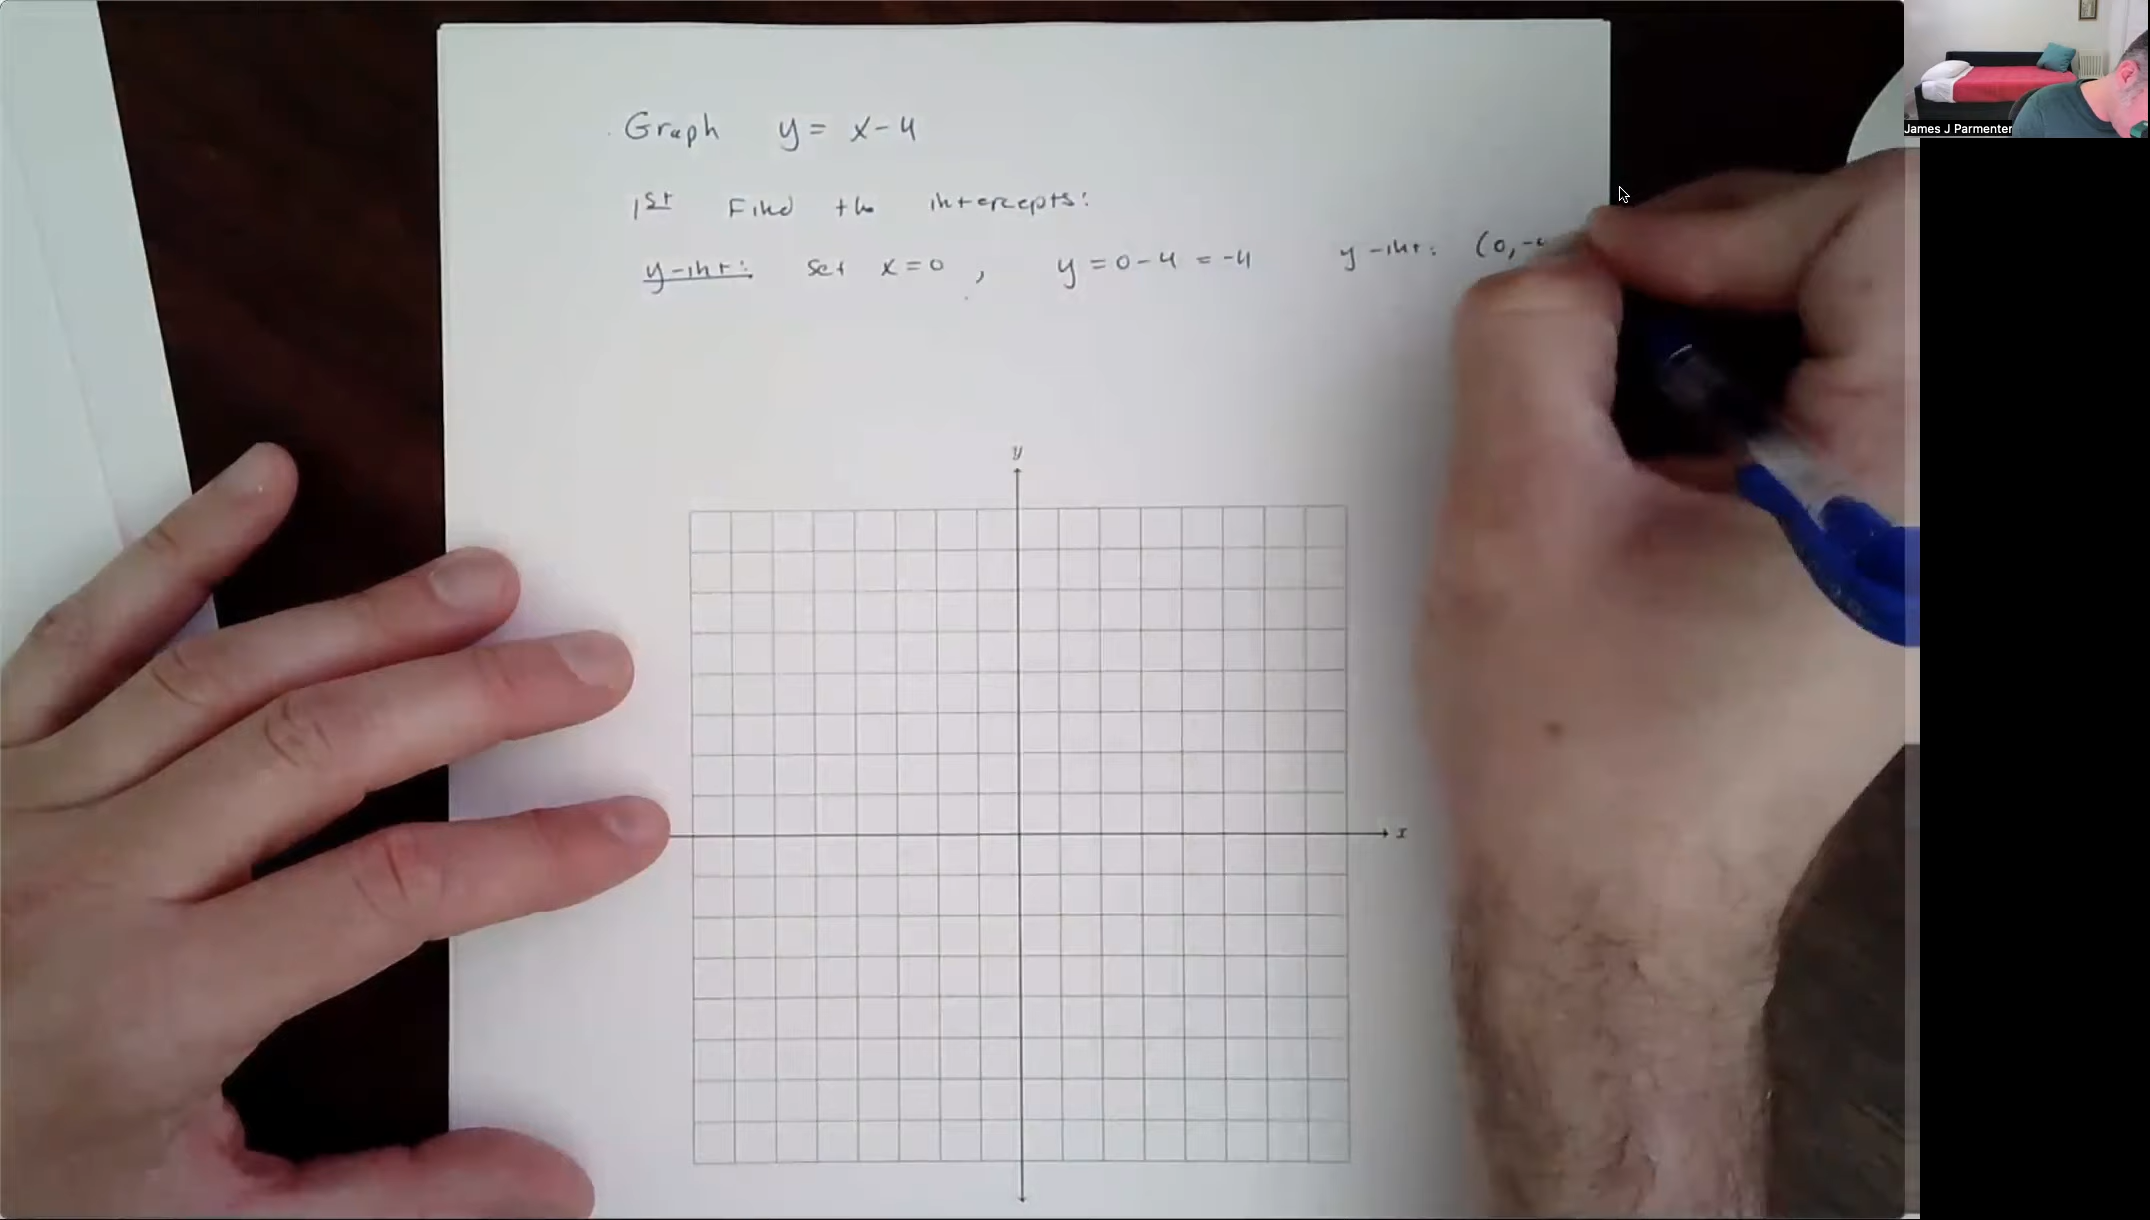 James J Parmenter
Graph y = x-4
1st Find the intercepts:
y-int: Set x=0, y=0-4=-4 y-int: (0,-
y
x